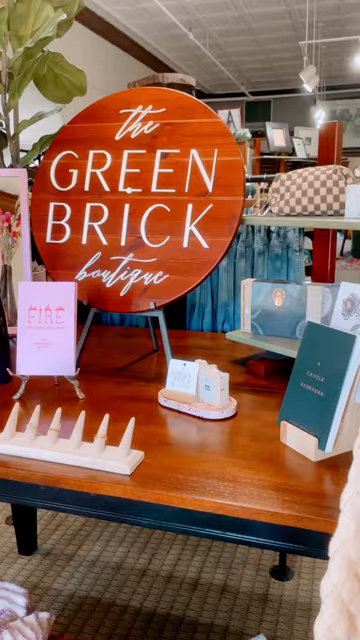 the
GREEN
BRICK
boutique
FIRE
A
GENTLE
REMINDER